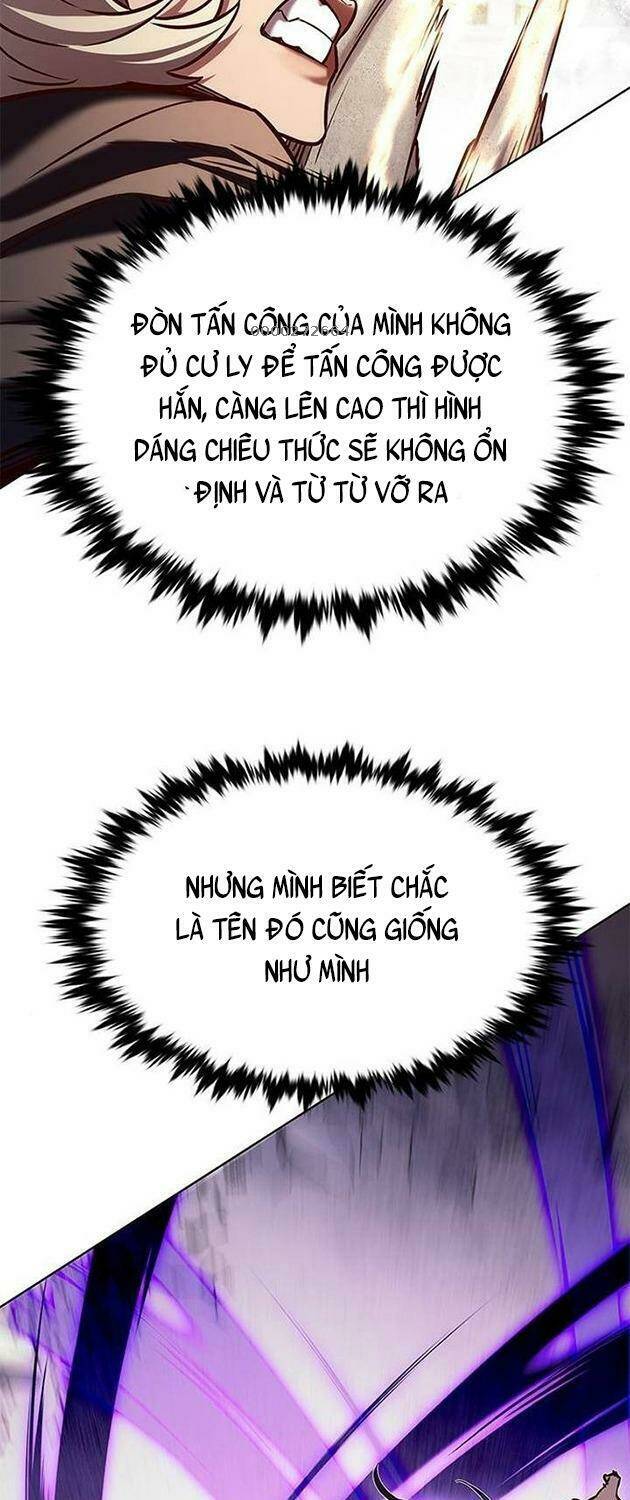 ĐÒN TẤN CÔNG CỦA MÌNH KHÔNG
0000272664
ĐỦ CƯ LY ĐỂ TẤN CÔNG ĐƯỢC
HẮN, CÀNG LÊN CAO THÌ HÌNH
DÁNG CHIÊU THỨC SẼ KHÔNG ỔN
ĐỊNH VÀ TỪ TỪ VỠ RA
NHƯNG MÌNH BIẾT CHẮC
LÀ TÊN ĐÓ CŨNG GIỐNG
NHƯ MÌNH